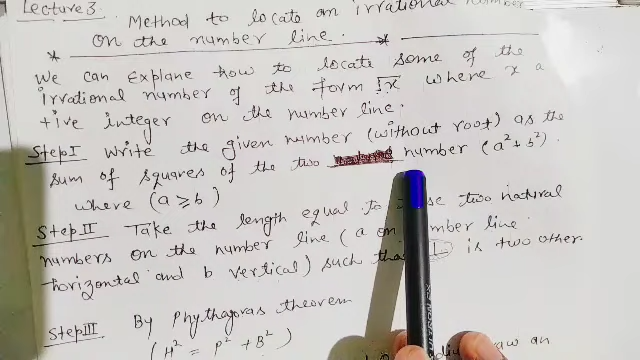 Lecture 3
Method to locate an irrational number
on the number line.
We can Explane how to locate some of the
irrational number of the form √x where x a
+ive integer on the number line.
Step I Write the given number (without root) as the
sum of squares of the two number (a² + b²).
where (a ≥ b)
Step II Take the length equal to two natural
numbers on the number line (a on number line
horizontal and b vertical) such that is two other
Step III By Phythagoras theorem
(H² = P² + B²)